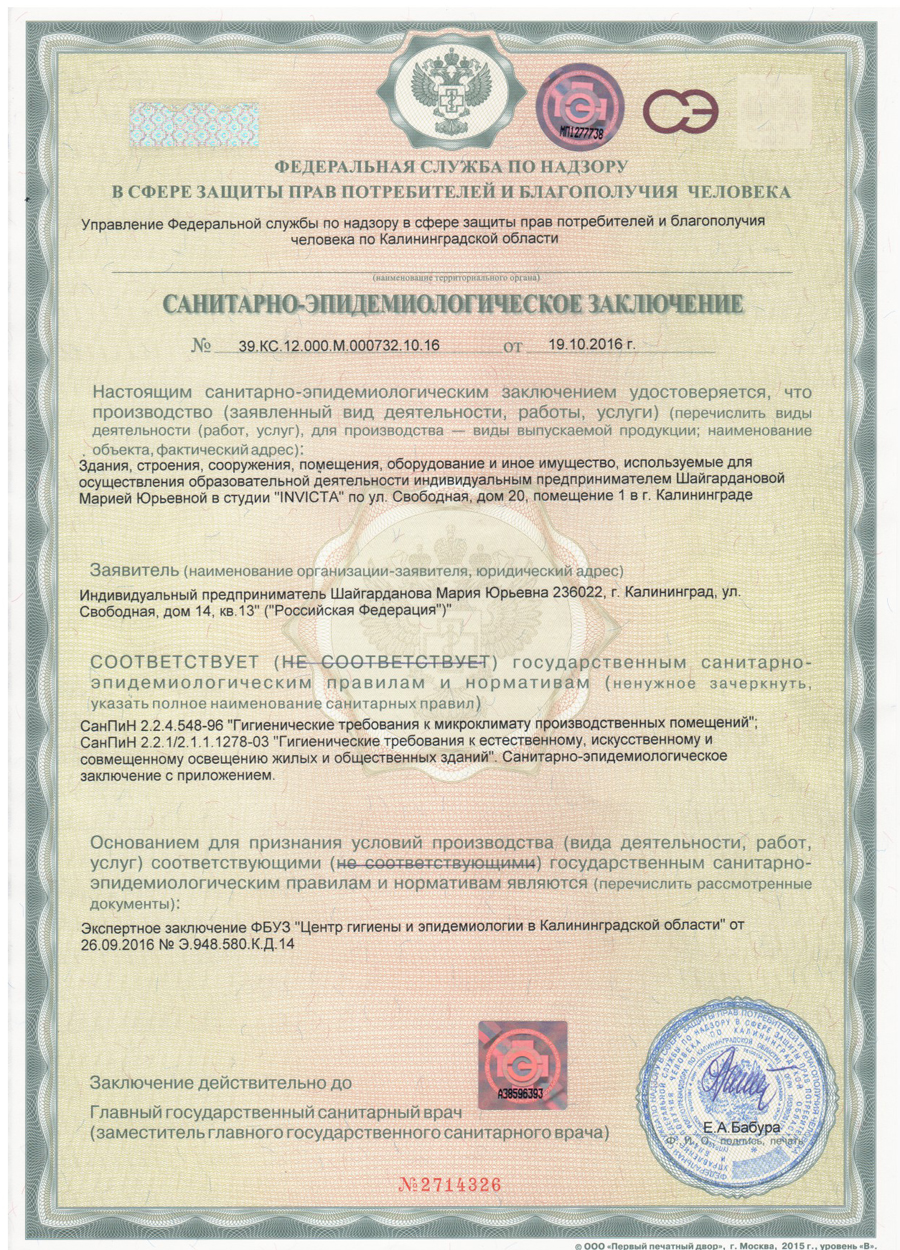 МП1277738
СЭ
ФЕДЕРАЛЬНАЯ СЛУЖБА ПО НАДЗОРУ
В СФЕРЕ ЗАЩИТЫ ПРАВ ПОТРЕБИТЕЛЕЙ И БЛАГОПОЛУЧИЯ ЧЕЛОВЕКА
Управление Федеральной службы по надзору в сфере защиты прав потребителей и благополучия
человека по Калининградской области
(наименование территориального органа)
САНИТАРНО-ЭПИДЕМИОЛОГИЧЕСКОЕ ЗАКЛЮЧЕНИЕ
№ 39.КС.12.000.М.000732.10.16 от 19.10.2016 г.
Настоящим санитарно-эпидемиологическим заключением удостоверяется, что
производство (заявленный вид деятельности, работы, услуги) (перечислить виды
деятельности (работ, услуг), для производства — виды выпускаемой продукции; наименование
объекта, фактический адрес):
Здания, строения, сооружения, помещения, оборудование и иное имущество, используемые для
осуществления образовательной деятельности индивидуальным предпринимателем Шайгардановой
Марией Юрьевной в студии "INVICTA" по ул. Свободная, дом 20, помещение 1 в г. Калининграде
Заявитель (наименование организации-заявителя, юридический адрес)
Индивидуальный предприниматель Шайгарданова Мария Юрьевна 236022, г. Калининград, ул.
Свободная, дом 14, кв.13" ("Российская Федерация")"
СООТВЕТСТВУЕТ (НЕ СООТВЕТСТВУЕТ) государственным санитарно-
эпидемиологическим правилам и нормативам (ненужное зачеркнуть,
указать полное наименование санитарных правил)
СанПиН 2.2.4.548-96 "Гигиенические требования к микроклимату производственных помещений";
СанПиН 2.2.1/2.1.1.1278-03 "Гигиенические требования к естественному, искусственному и
совмещенному освещению жилых и общественных зданий". Санитарно-эпидемиологическое
заключение с приложением.
Основанием для признания условий производства (вида деятельности, работ,
услуг) соответствующими (не соответствующими) государственным санитарно-
эпидемиологическим правилам и нормативам являются (перечислить рассмотренные
документы):
Экспертное заключение ФБУЗ "Центр гигиены и эпидемиологии в Калининградской области" от
26.09.2016 № Э.948.580.К.Д.14
А38596393
Заключение действительно до
Главный государственный санитарный врач
(заместитель главного государственного санитарного врача)
Е.А.Бабура
Ф. И. О., подпись, печать
№2714326
© ООО «Первый печатный двор», г. Москва, 2015 г., уровень «В».